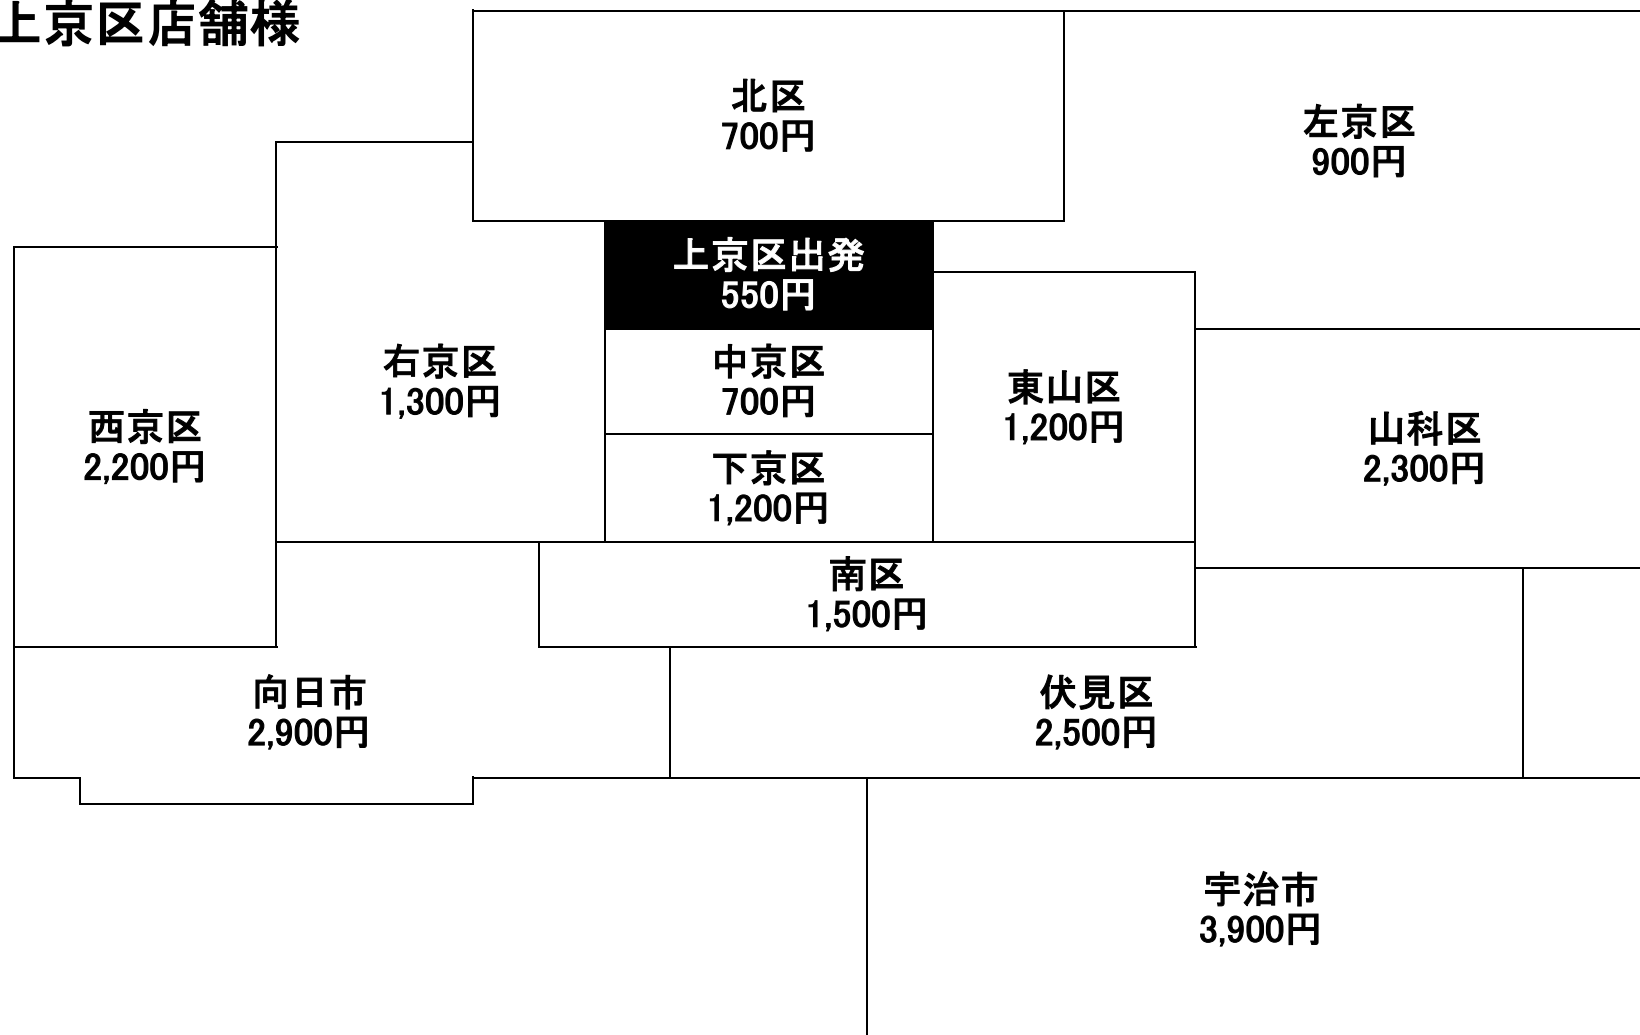 上京区店舗様
北区
700円
左京区
900円
上京区出発
550円
右京区
1,300円
中京区
700円
東山区
1,200円
西京区
2,200円
山科区
2,300円
下京区
1,200円
南区
1,500円
向日市
2,900円
伏見区
2,500円
宇治市
3,900円